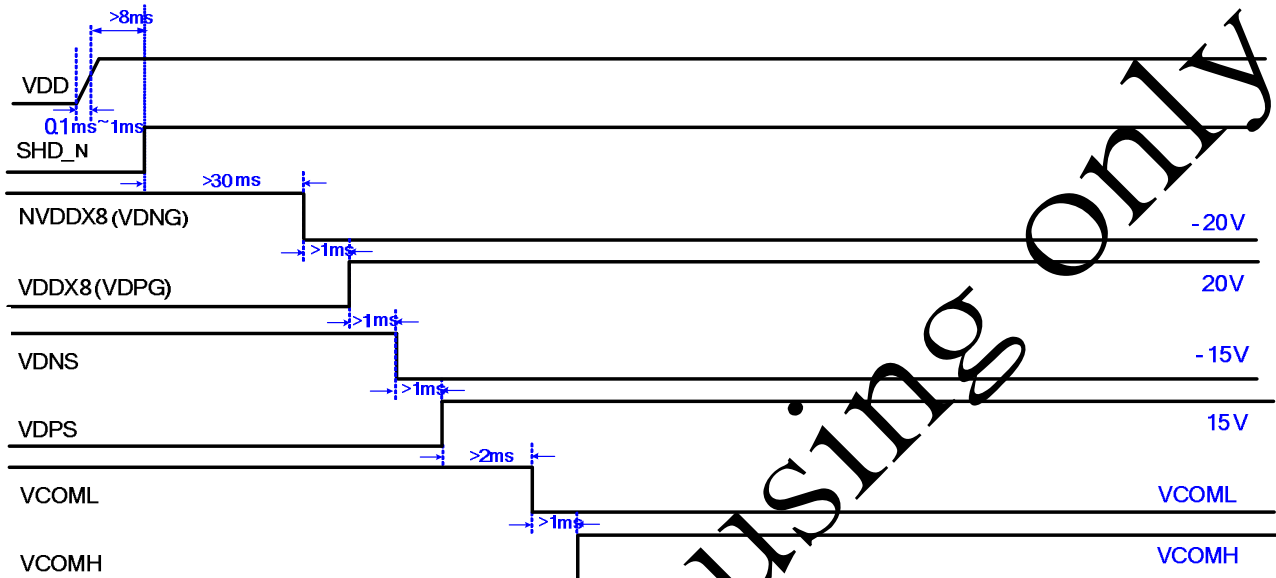 >8ms
VDD
0.1ms~1ms
SHD_N
>30ms
NVDDX8(VDNG)
-20V
>1ms
VDDX8(VDPG)
20V
>1ms
VDNS
-15V
>1ms
VDPS
15V
>2ms
VCOML
VCOML
>1ms
VCOMH
VCOMH
using only